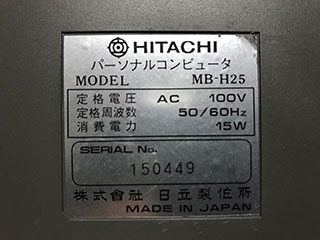 HITACHI
パーソナルコンピュータ
MODEL MB-H25
定格電圧 AC 100V
定格周波数 50/60Hz
消費電力 15W
SERIAL No.
150449
株式會社 日立製作所
MADE IN JAPAN